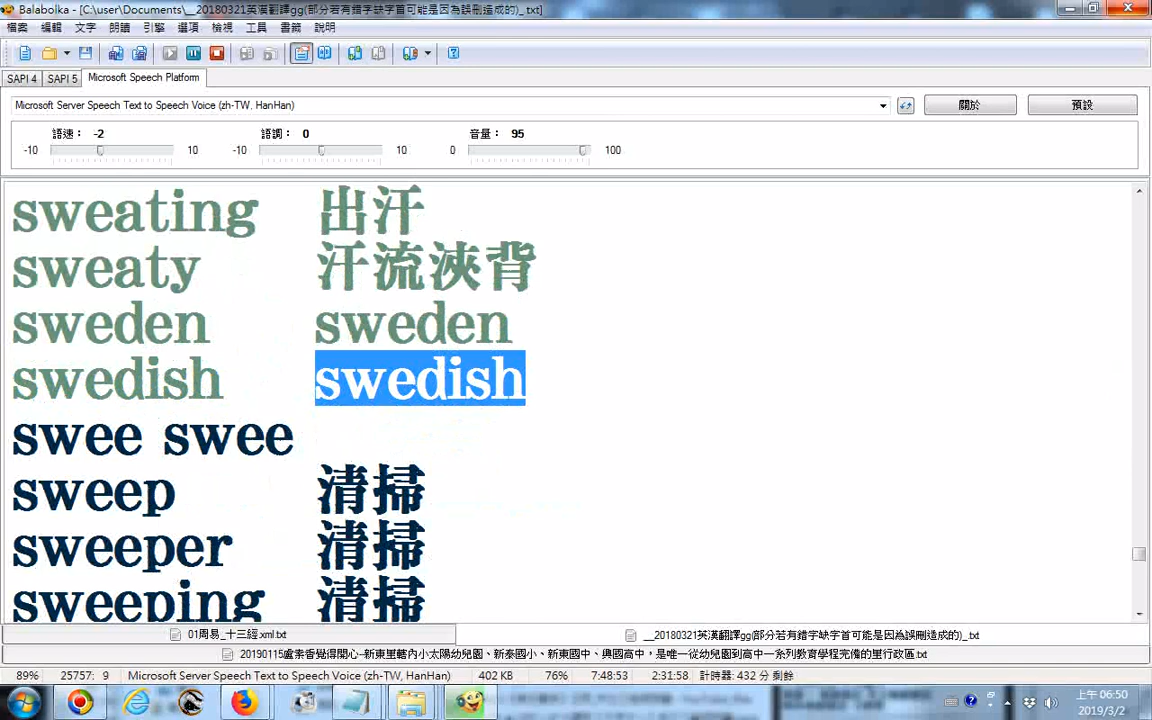 Balabolka - [C:\user\Documents\__20180321英漢翻譯gg(部分若有錯字缺字首可能是因為誤刪造成的)_.txt]
檔案 編輯 文字 朗讀 引擎 選項 檢視 工具 書籤 說明
SAPI 4 SAPI 5 Microsoft Speech Platform
Microsoft Server Speech Text to Speech Voice (zh-TW, HanHan) 關於 預設
語速： -2 語調： 0 音量： 95
-10 10 -10 10 0 100
sweating 出汗
sweaty 汗流浹背
sweden sweden
swedish swedish
swee swee
sweep 清掃
sweeper 清掃
sweeping 清掃
01周易_十三經.xml.txt __20180321英漢翻譯gg(部分若有錯字缺字首可能是因為誤刪造成的)_.txt
20190115盧素香覺得開心-新東里轄內小太陽幼兒園、新泰國小、新東國中、興國高中，是唯一從幼兒園到高中一系列教育學程完備的里行政區.txt
89% 25757: 9 Microsoft Server Speech Text to Speech Voice (zh-TW, HanHan) 402 KB 76% 7:48:53 2:31:58 計時器: 432 分 剩餘
上午 06:50
2019/3/2